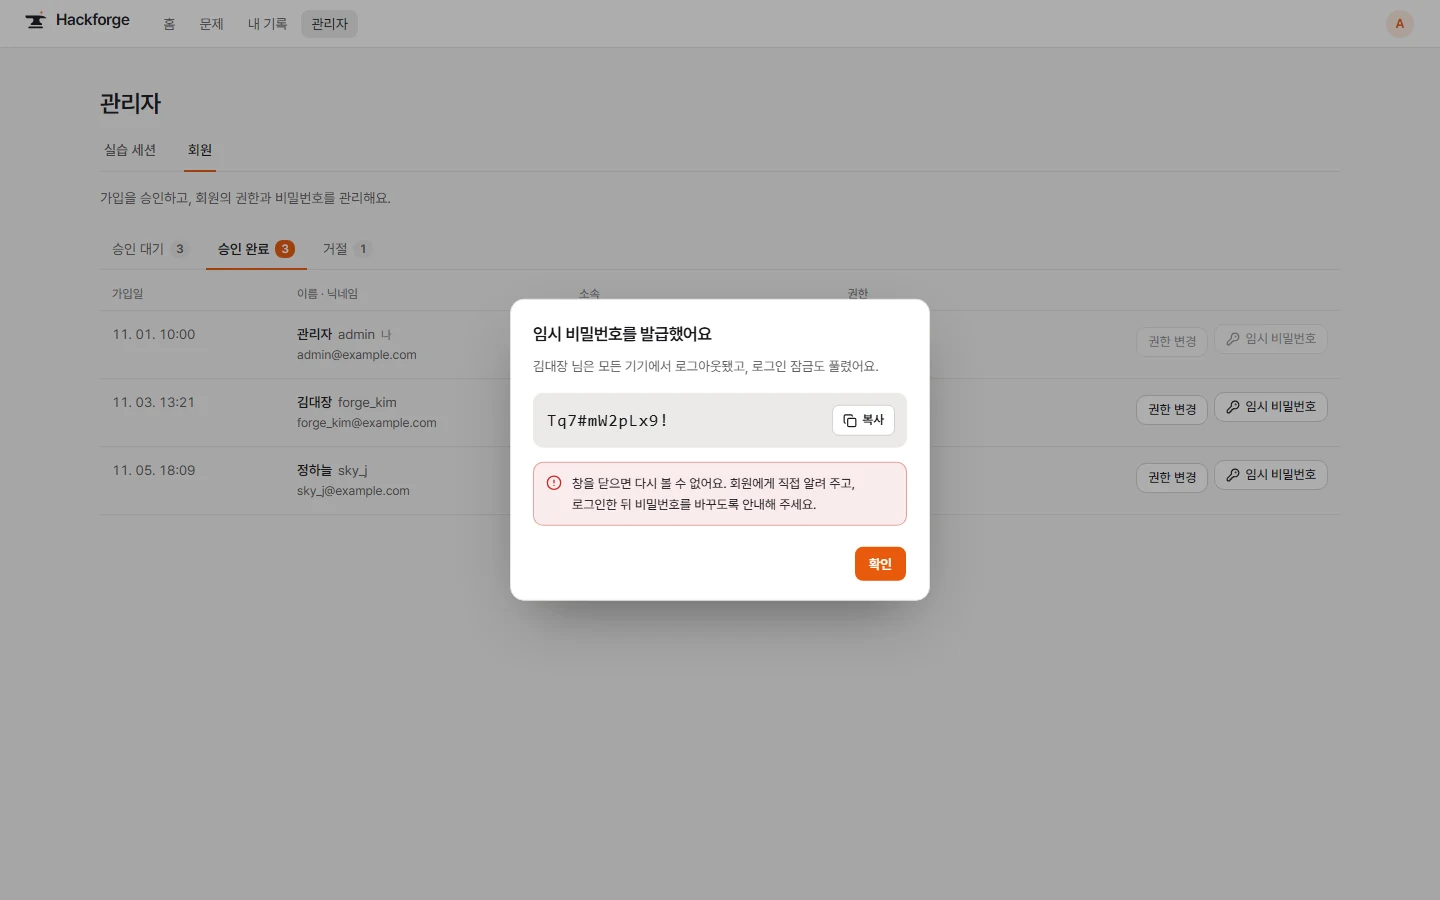 Hackforge 홈 문제 내 기록 관리자 A
관리자
실습 세션 회원
가입을 승인하고, 회원의 권한과 비밀번호를 관리해요.
승인 대기 3 승인 완료 3 거절 1
가입일 이름 · 닉네임 소속 권한
11. 01. 10:00 관리자 admin 나 권한 변경 임시 비밀번호
admin@example.com
11. 03. 13:21 김대장 forge_kim 권한 변경 임시 비밀번호
forge_kim@example.com
11. 05. 18:09 정하늘 sky_j 권한 변경 임시 비밀번호
sky_j@example.com
임시 비밀번호를 발급했어요
김대장 님은 모든 기기에서 로그아웃됐고, 로그인 잠금도 풀렸어요.
Tq7#mW2pLx9! 복사
창을 닫으면 다시 볼 수 없어요. 회원에게 직접 알려 주고,
로그인한 뒤 비밀번호를 바꾸도록 안내해 주세요.
확인